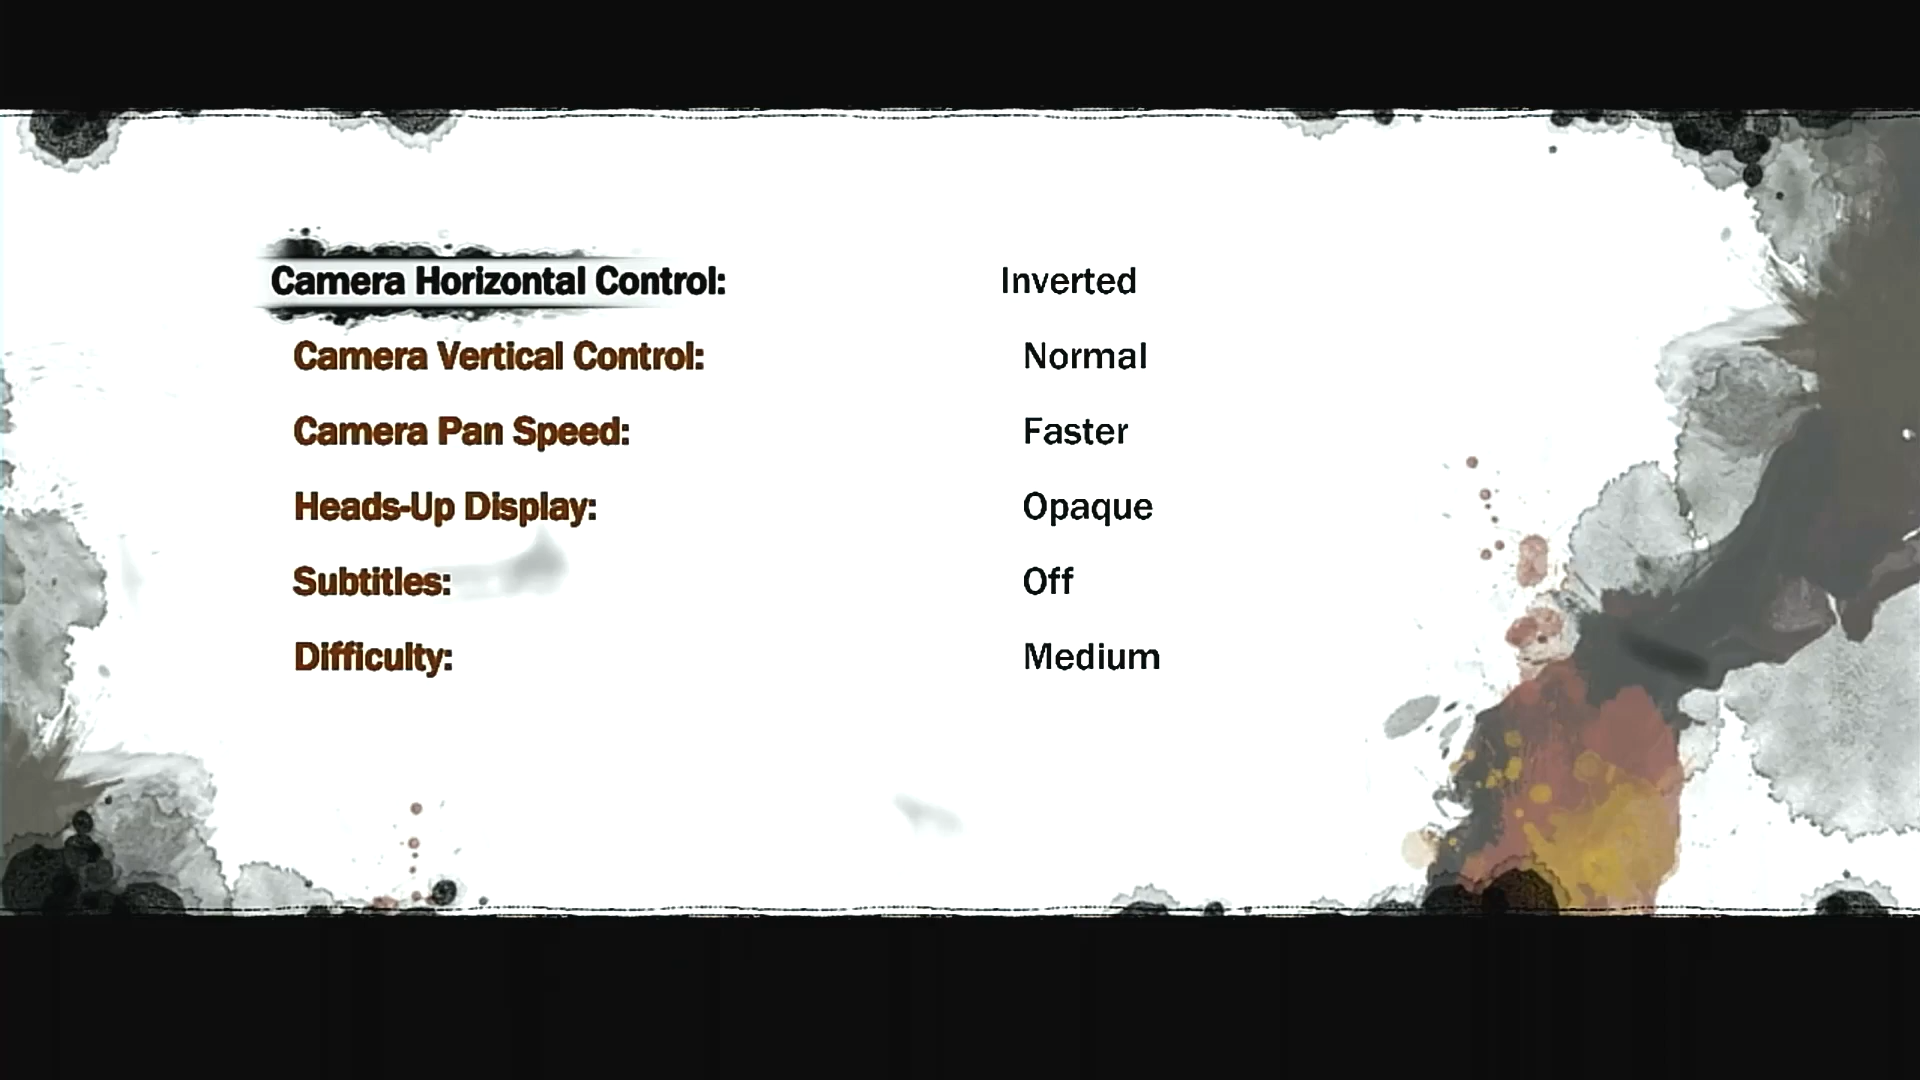 Camera Horizontal Control: Inverted
Camera Vertical Control: Normal
Camera Pan Speed: Faster
Heads-Up Display: Opaque
Subtitles: Off
Difficulty: Medium